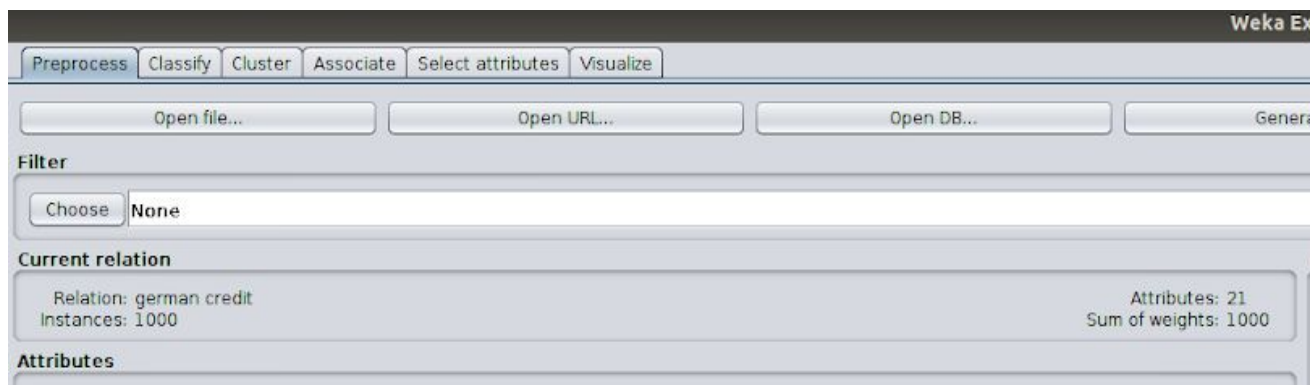 Weka Ex
Preprocess Classify Cluster Associate Select attributes Visualize
Open file... Open URL... Open DB... Genera
Filter
Choose None
Current relation
Relation: german credit Attributes: 21
Instances: 1000 Sum of weights: 1000
Attributes